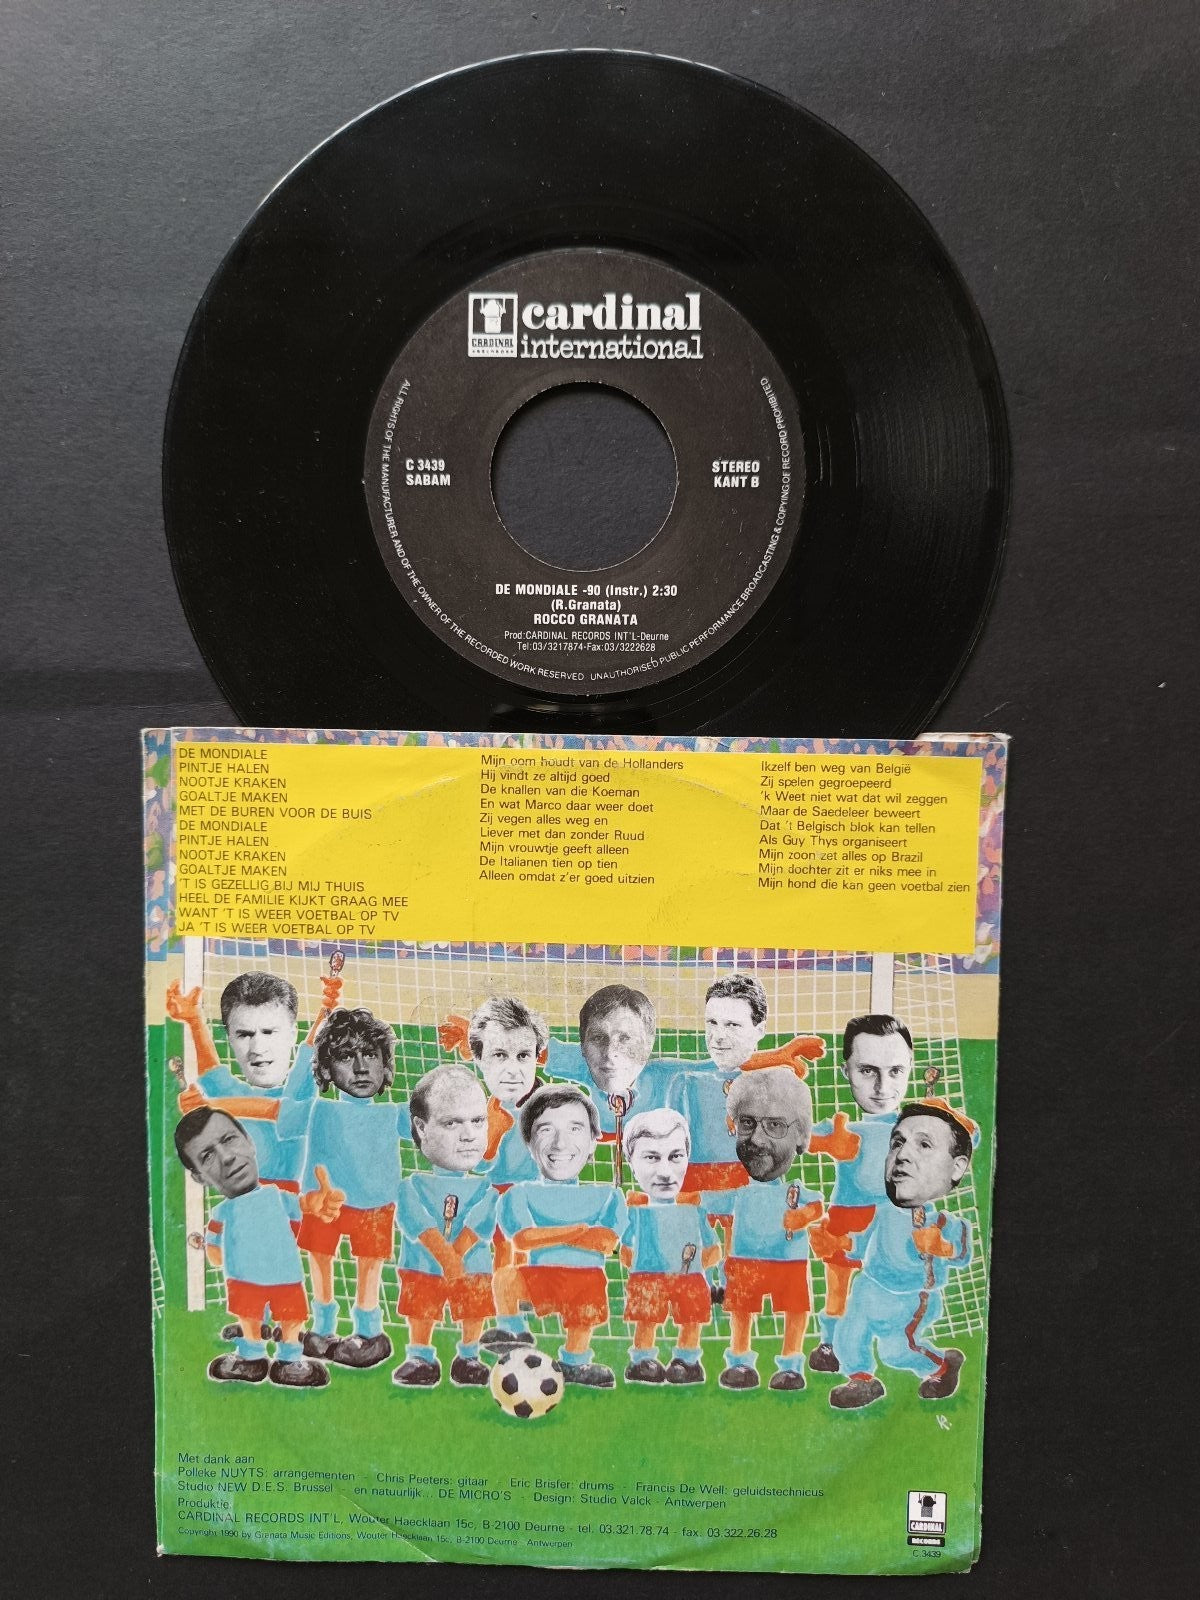 cardinal
international
CARDINAL
RECORDS
ALL RIGHTS OF THE MANUFACTURER AND OF THE OWNER OF THE RECORDED WORK RESERVED UNAUTHORISED PUBLIC PERFORMANCE BROADCASTING & COPYING OF RECORD PROHIBITED
C 3439
SABAM
STEREO
KANT B
DE MONDIALE -90 (Instr.) 2:30
(R.Granata)
ROCCO GRANATA
Prod:CARDINAL RECORDS INT'L-Deurne
Tel:03/3217874-Fax:03/3222628
DE MONDIALE
PINTJE HALEN
NOOTJE KRAKEN
GOALTJE MAKEN
MET DE BUREN VOOR DE BUIS
DE MONDIALE
PINTJE HALEN
NOOTJE KRAKEN
GOALTJE MAKEN
'T IS GEZELLIG BIJ MIJ THUIS
HEEL DE FAMILIE KIJKT GRAAG MEE
WANT 'T IS WEER VOETBAL OP TV
JA 'T IS WEER VOETBAL OP TV
Mijn oom houdt van de Hollanders
Hij vindt ze altijd goed
De knallen van die Koeman
En wat Marco daar weer doet
Zij vegen alles weg en
Liever met dan zonder Ruud
Mijn vrouwtje geeft alleen
De Italianen tien op tien
Alleen omdat z'er goed uitzien
Ikzelf ben weg van België
Zij spelen gegroepeerd
'k Weet niet wat dat wil zeggen
Maar de Saedeleer beweert
Dat 't Belgisch blok kan tellen
Als Guy Thys organiseert
Mijn zoon zet alles op Brazil
Mijn dochter zit er niks mee in
Mijn hond die kan geen voetbal zien
Met dank aan
Polleke NUYTS: arrangementen - Chris Peeters: gitaar - Eric Brisfer: drums - Francis De Well: geluidstechnicus
Studio NEW D.E.S. Brussel - en natuurlijk... DE MICRO'S - Design: Studio Valck - Antwerpen
Produktie:
CARDINAL RECORDS INT'L, Wouter Haecklaan 15c, B-2100 Deurne - tel. 03.321.78.74 - fax. 03.322.26.28
Copyright 1990 by Granata Music Editions, Wouter Haecklaan 15c, B-2100 Deurne - Antwerpen
CARDINAL
RECORDS
C.3439